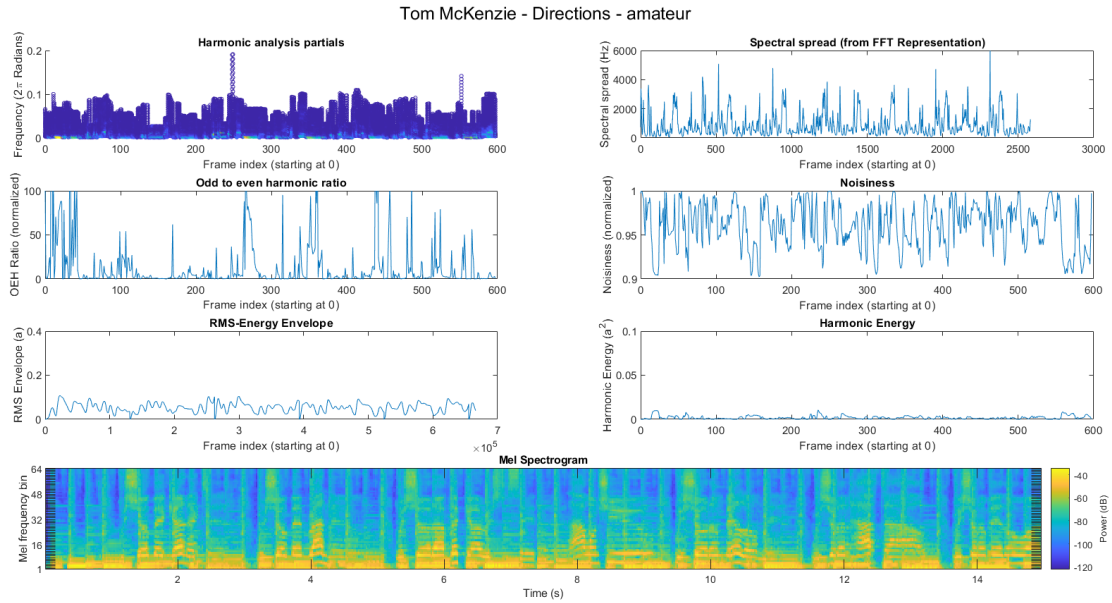 Tom McKenzie - Directions - amateur
Harmonic analysis partials
Frequency (2π Radians)
0.2
0.1
0
0 100 200 300 400 500 600
Frame index (starting at 0)
Spectral spread (from FFT Representation)
Spectral spread (Hz)
6000
4000
2000
0
0 500 1000 1500 2000 2500 3000
Frame index (starting at 0)
Odd to even harmonic ratio
OEH Ratio (normalized)
100
50
0
0 100 200 300 400 500 600
Frame index (starting at 0)
Noisiness
Noisiness (normalized)
1
0.95
0.9
0 100 200 300 400 500 600
Frame index (starting at 0)
RMS-Energy Envelope
RMS Envelope (a)
0.4
0.2
0
0 1 2 3 4 5 6 7
Frame index (starting at 0)
×10⁵
Harmonic Energy
Harmonic Energy (a²)
0.1
0.05
0
0 100 200 300 400 500 600
Frame index (starting at 0)
Mel Spectrogram
Mel frequency bin
64
48
32
16
1
2 4 6 8 10 12 14
Time (s)
-40
-60
-80
-100
-120
Power (dB)